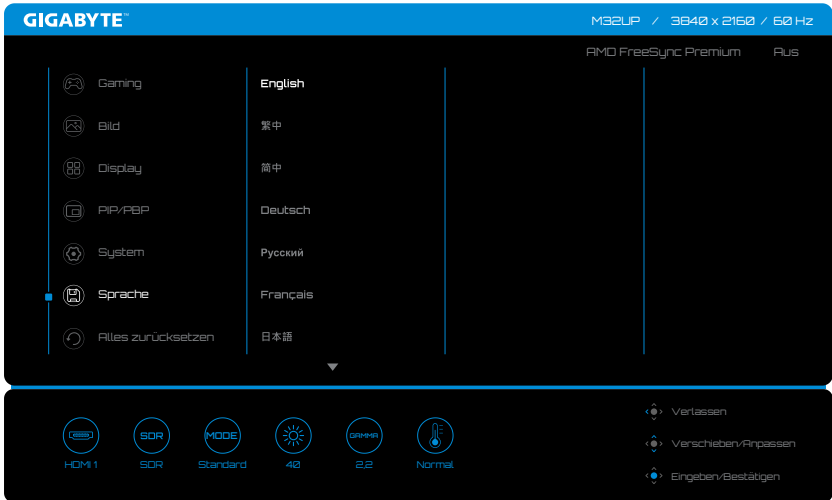 GIGABYTE™
M32UP / 3840 x 2160 / 60 Hz
AMD FreeSync Premium Aus
Gaming English
Bild 繁中
Display 简中
PIP/PBP Deutsch
System Русский
Sprache Français
Alles zurücksetzen 日本語
SDR MODE GAMMA
HDMI 1 SDR Standard 40 2.2 Normal
Verlassen
Verschieben/Anpassen
Eingeben/Bestätigen